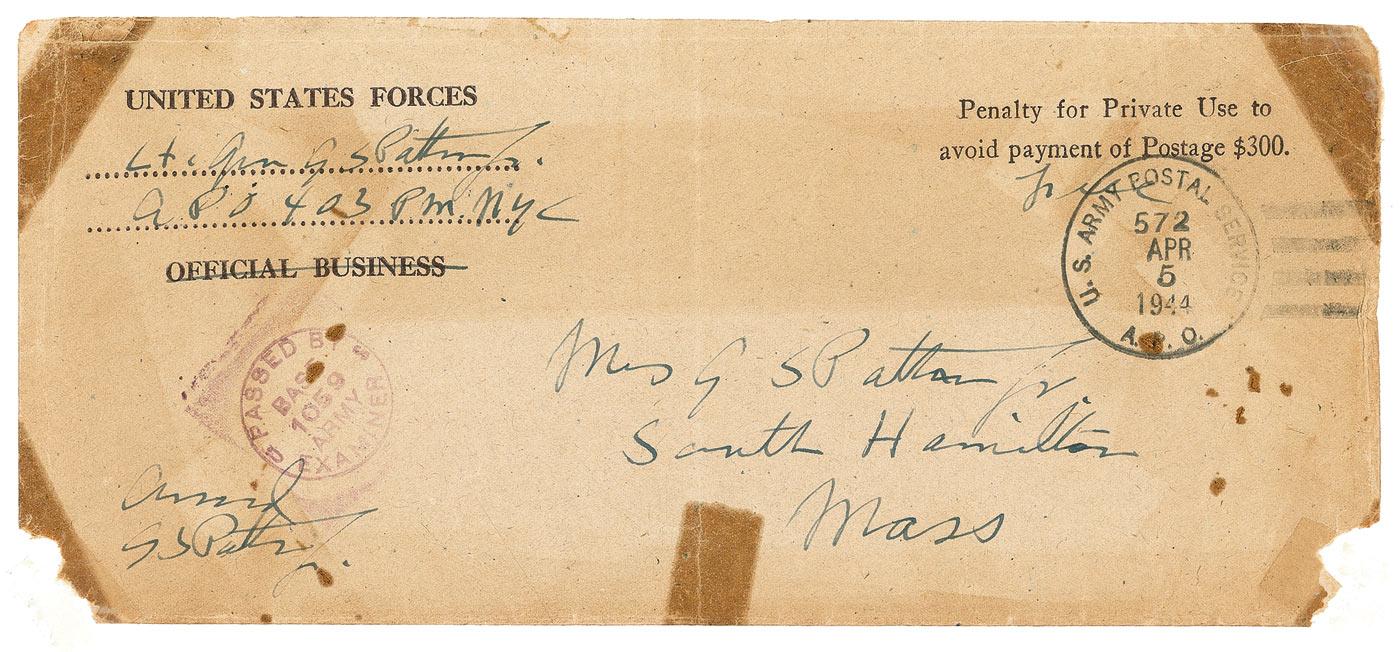 UNITED STATES FORCES
Lt. Gen G S Patton Jr.
A P O 403 P.M. NYC
OFFICIAL BUSINESS
Penalty for Private Use to
avoid payment of Postage $300.
Free
U. S. ARMY POSTAL SERVICE
572
APR
5
1944
A. P. O.
PASSED BY
BASE
1059
ARMY
EXAMINER
Mrs G S Patton Jr.
South Hamilton
Mass
G S Patton Jr.